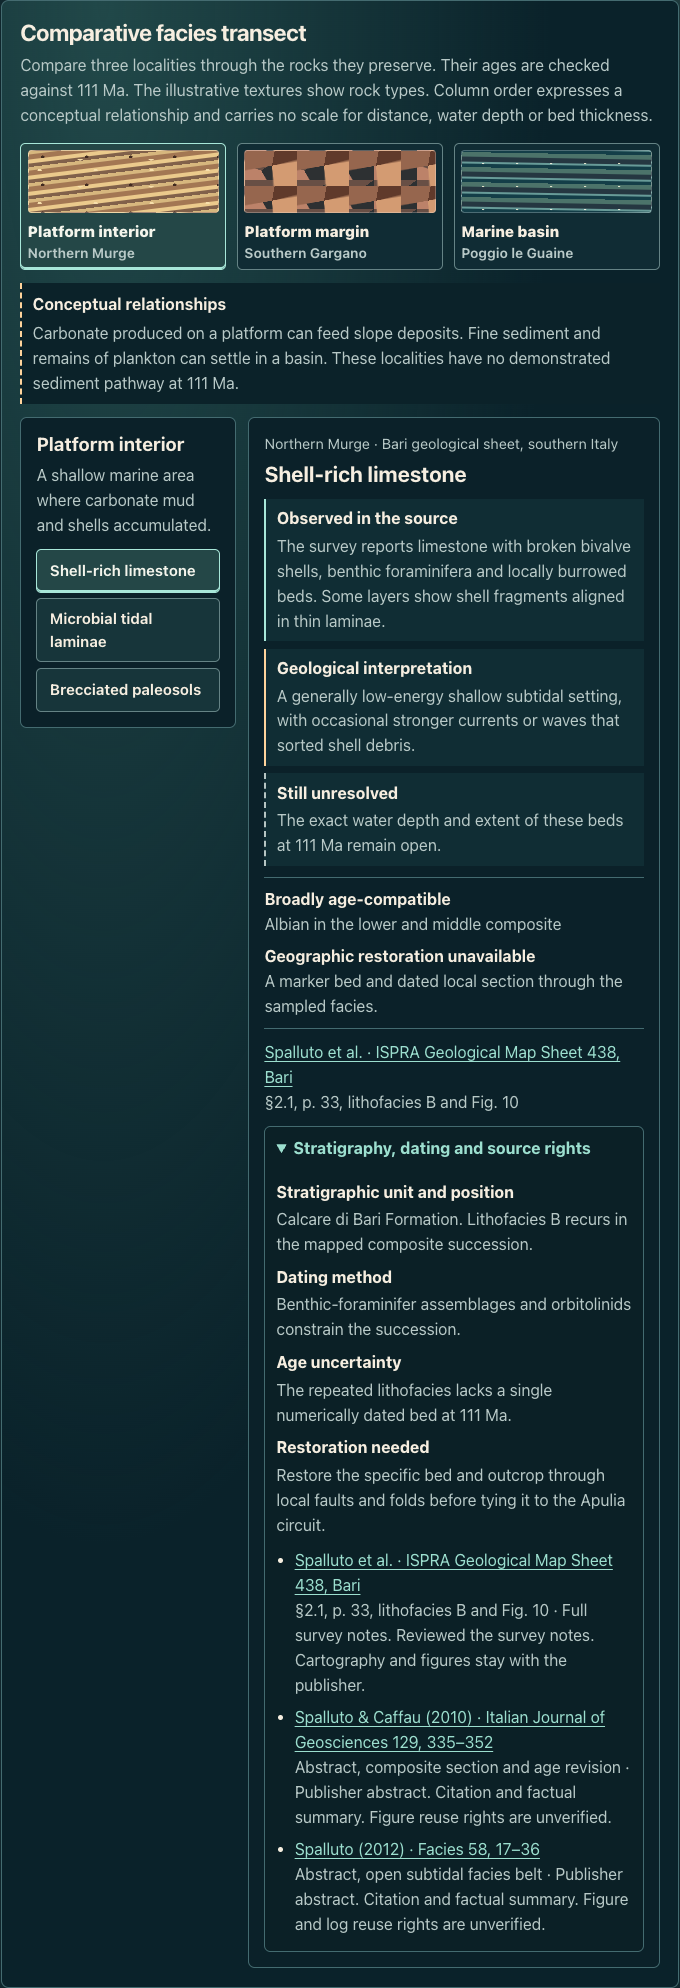 Comparative facies transect
Compare three localities through the rocks they preserve. Their ages are checked
against 111 Ma. The illustrative textures show rock types. Column order expresses a
conceptual relationship and carries no scale for distance, water depth or bed thickness.
Platform interior
Northern Murge
Platform margin
Southern Gargano
Marine basin
Poggio le Guaine
Conceptual relationships
Carbonate produced on a platform can feed slope deposits. Fine sediment and
remains of plankton can settle in a basin. These localities have no demonstrated
sediment pathway at 111 Ma.
Platform interior
A shallow marine area
where carbonate mud
and shells accumulated.
Shell-rich limestone
Microbial tidal
laminae
Brecciated paleosols
Northern Murge · Bari geological sheet, southern Italy
Shell-rich limestone
Observed in the source
The survey reports limestone with broken bivalve
shells, benthic foraminifera and locally burrowed
beds. Some layers show shell fragments aligned
in thin laminae.
Geological interpretation
A generally low-energy shallow subtidal setting,
with occasional stronger currents or waves that
sorted shell debris.
Still unresolved
The exact water depth and extent of these beds
at 111 Ma remain open.
Broadly age-compatible
Albian in the lower and middle composite
Geographic restoration unavailable
A marker bed and dated local section through the
sampled facies.
Spalluto et al. · ISPRA Geological Map Sheet 438,
Bari
§2.1, p. 33, lithofacies B and Fig. 10
▼ Stratigraphy, dating and source rights
Stratigraphic unit and position
Calcare di Bari Formation. Lithofacies B recurs in
the mapped composite succession.
Dating method
Benthic-foraminifer assemblages and orbitolinids
constrain the succession.
Age uncertainty
The repeated lithofacies lacks a single
numerically dated bed at 111 Ma.
Restoration needed
Restore the specific bed and outcrop through
local faults and folds before tying it to the Apulia
circuit.
• Spalluto et al. · ISPRA Geological Map Sheet
438, Bari
§2.1, p. 33, lithofacies B and Fig. 10 · Full
survey notes. Reviewed the survey notes.
Cartography and figures stay with the
publisher.
• Spalluto & Caffau (2010) · Italian Journal of
Geosciences 129, 335–352
Abstract, composite section and age revision ·
Publisher abstract. Citation and factual
summary. Figure reuse rights are unverified.
• Spalluto (2012) · Facies 58, 17–36
Abstract, open subtidal facies belt · Publisher
abstract. Citation and factual summary. Figure
and log reuse rights are unverified.